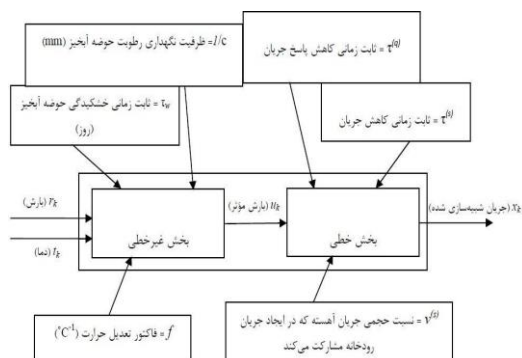 1/c= ظرفیت نگهداری رطوبت حوضه آبخیز (mm)
τ(q) = ثابت زمانی کاهش پاسخ جریان
τw = ثابت زمانی خشکیدگی حوضه آبخیز
(روز)
τ(s) = ثابت زمانی کاهش جریان
rk (بارش)
tk (دما)
بخش غیرخطی
uk (بارش مؤثر)
بخش خطی
xk (جریان شبیه‌سازی شده)
f = فاکتور تعدیل حرارت (°C-1)
v(s) = نسبت حجمی جریان آهسته که در ایجاد جریان
رودخانه مشارکت می‌کند